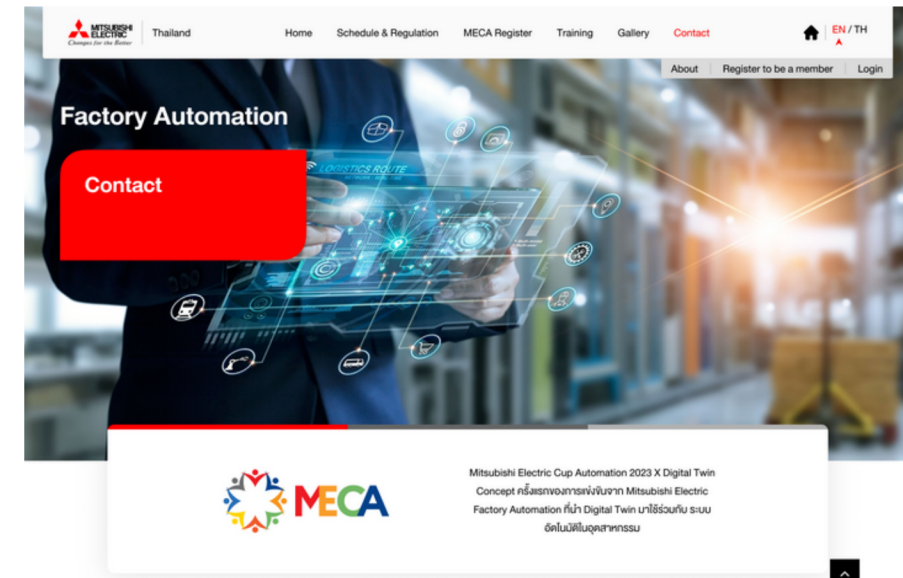 MITSUBISHI
ELECTRIC
Changes for the Better
Thailand
Home
Schedule & Regulation
MECA Register
Training
Gallery
Contact
EN / TH
About
Register to be a member
Login
Factory Automation
Contact
LOGISTICS ROUTE
MECA
Mitsubishi Electric Cup Automation 2023 X Digital Twin
Concept ครั้งแรกของการแข่งขันจาก Mitsubishi Electric
Factory Automation ที่นำ Digital Twin มาใช้ร่วมกับ ระบบ
อัตโนมัติในอุตสาหกรรม